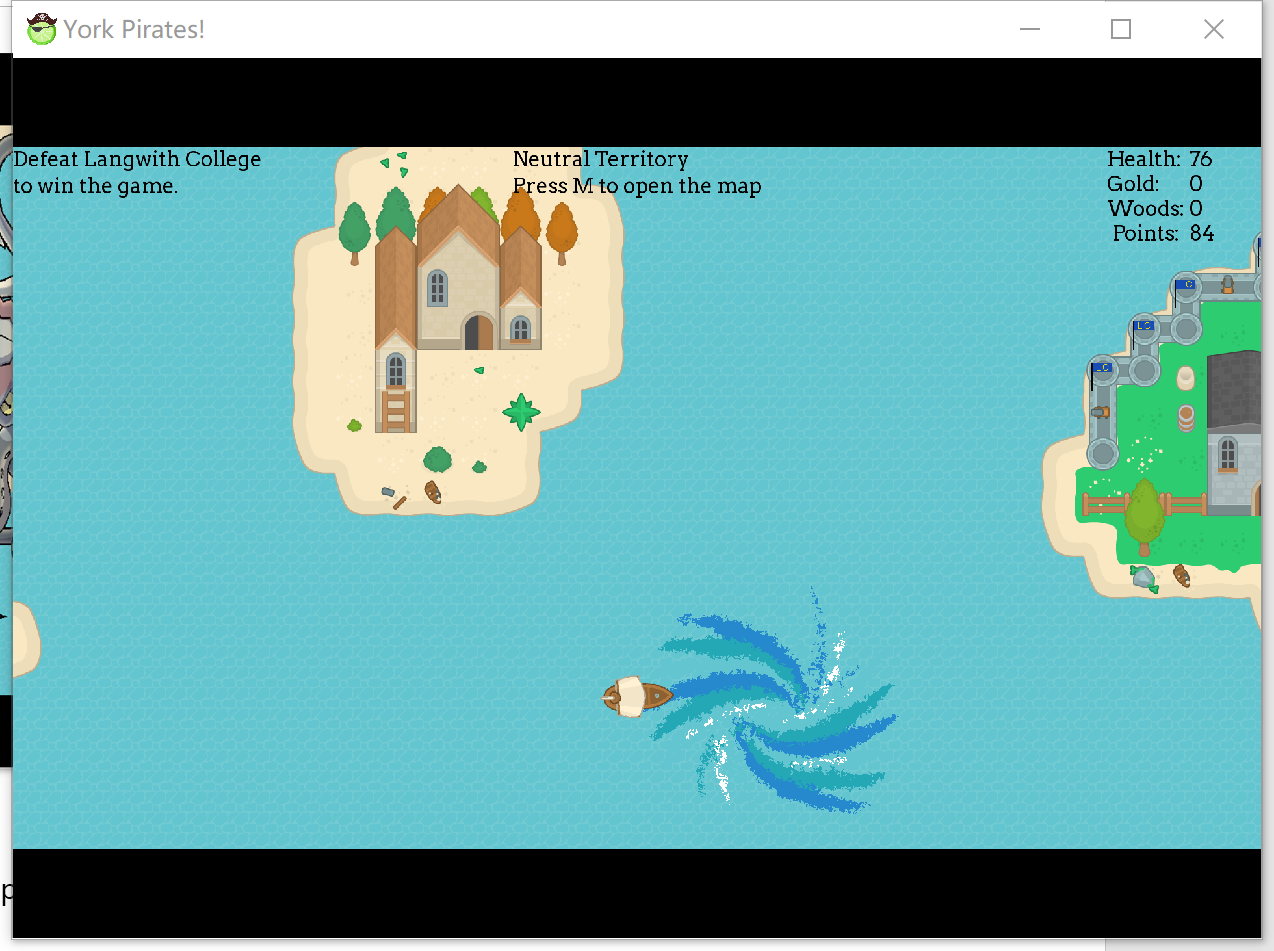 York Pirates!
Defeat Langwith College
to win the game.
Neutral Territory
Press M to open the map
Health: 76
Gold: 0
Woods: 0
Points: 84
LC
p